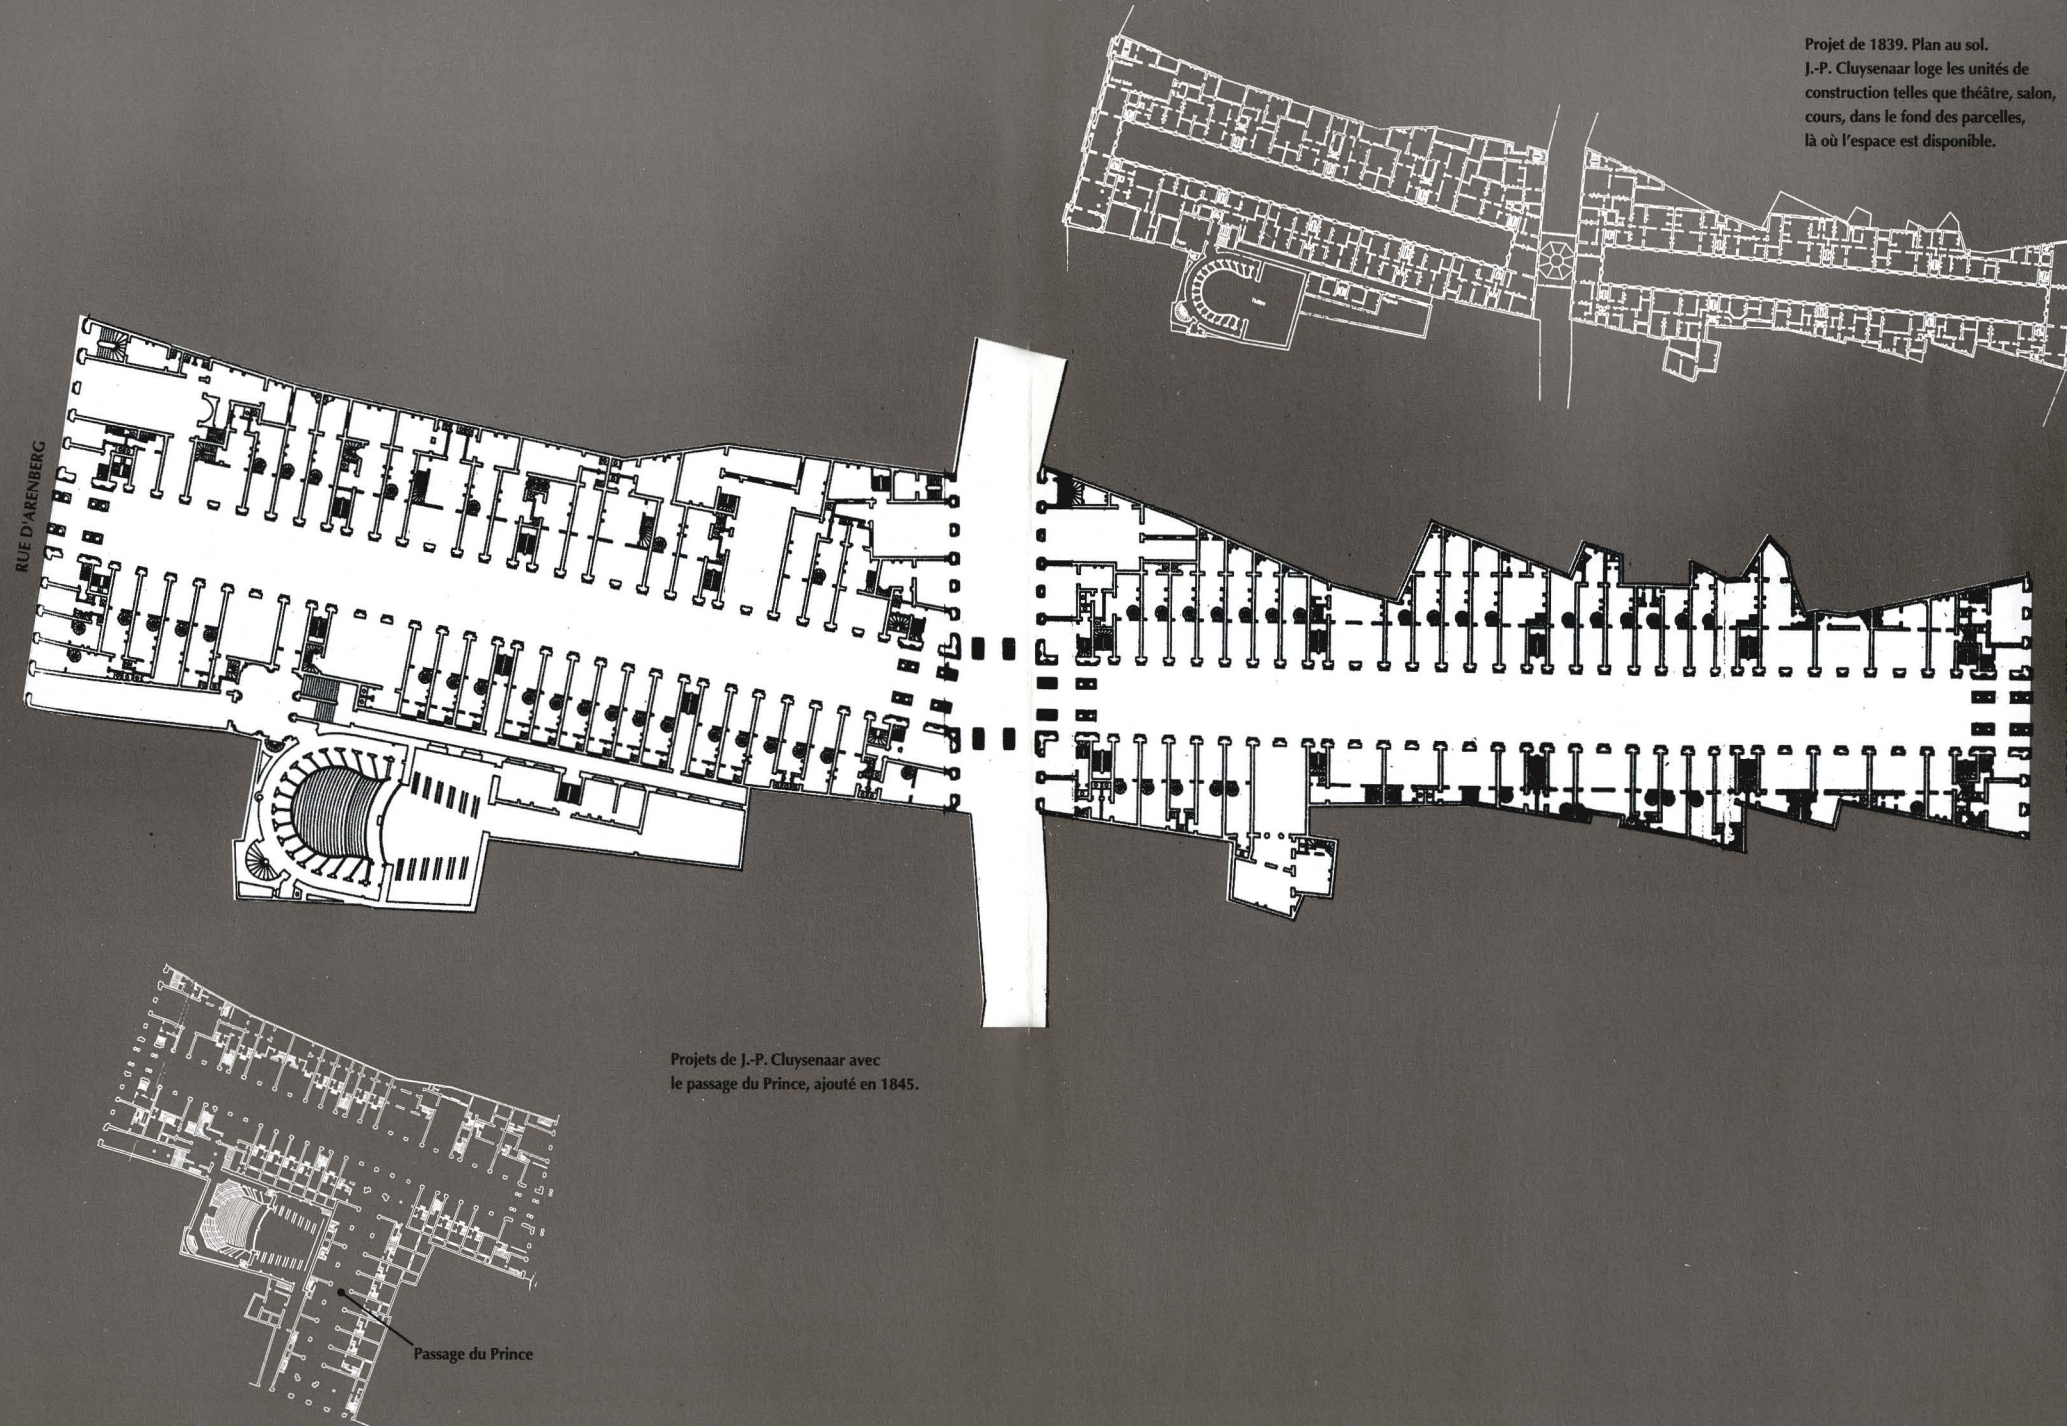 Projet de 1839. Plan au sol.
J.-P. Cluysenaar loge les unités de
construction telles que théâtre, salon,
cours, dans le fond des parcelles,
là où l'espace est disponible.
RUE D'ARENBERG
Projets de J.-P. Cluysenaar avec
le passage du Prince, ajouté en 1845.
Passage du Prince